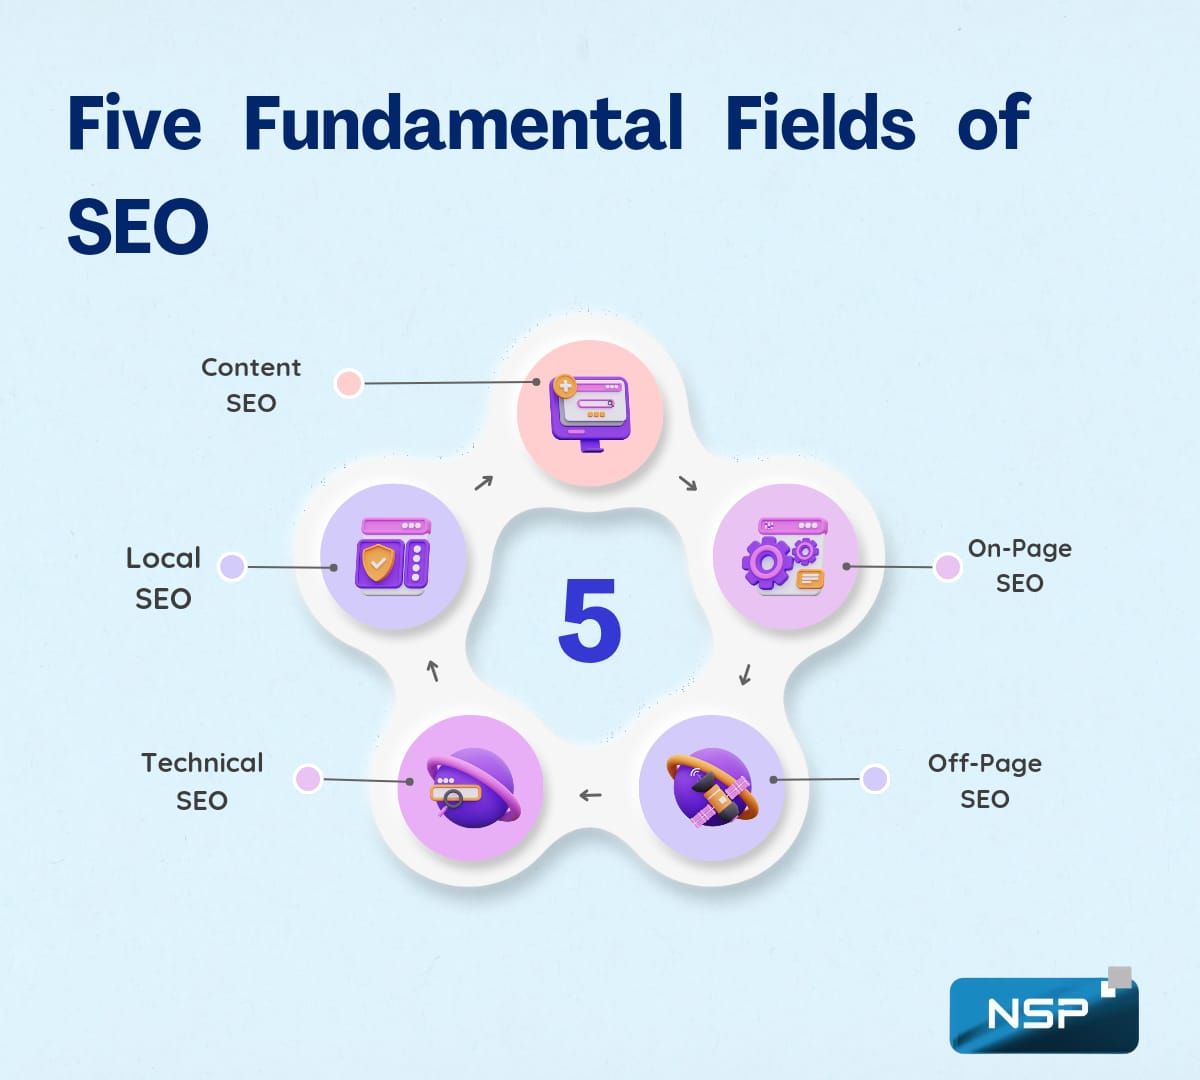 Five Fundamental Fields of
SEO
Content
SEO
Local
SEO
5
On-Page
SEO
Technical
SEO
Off-Page
SEO
NSP